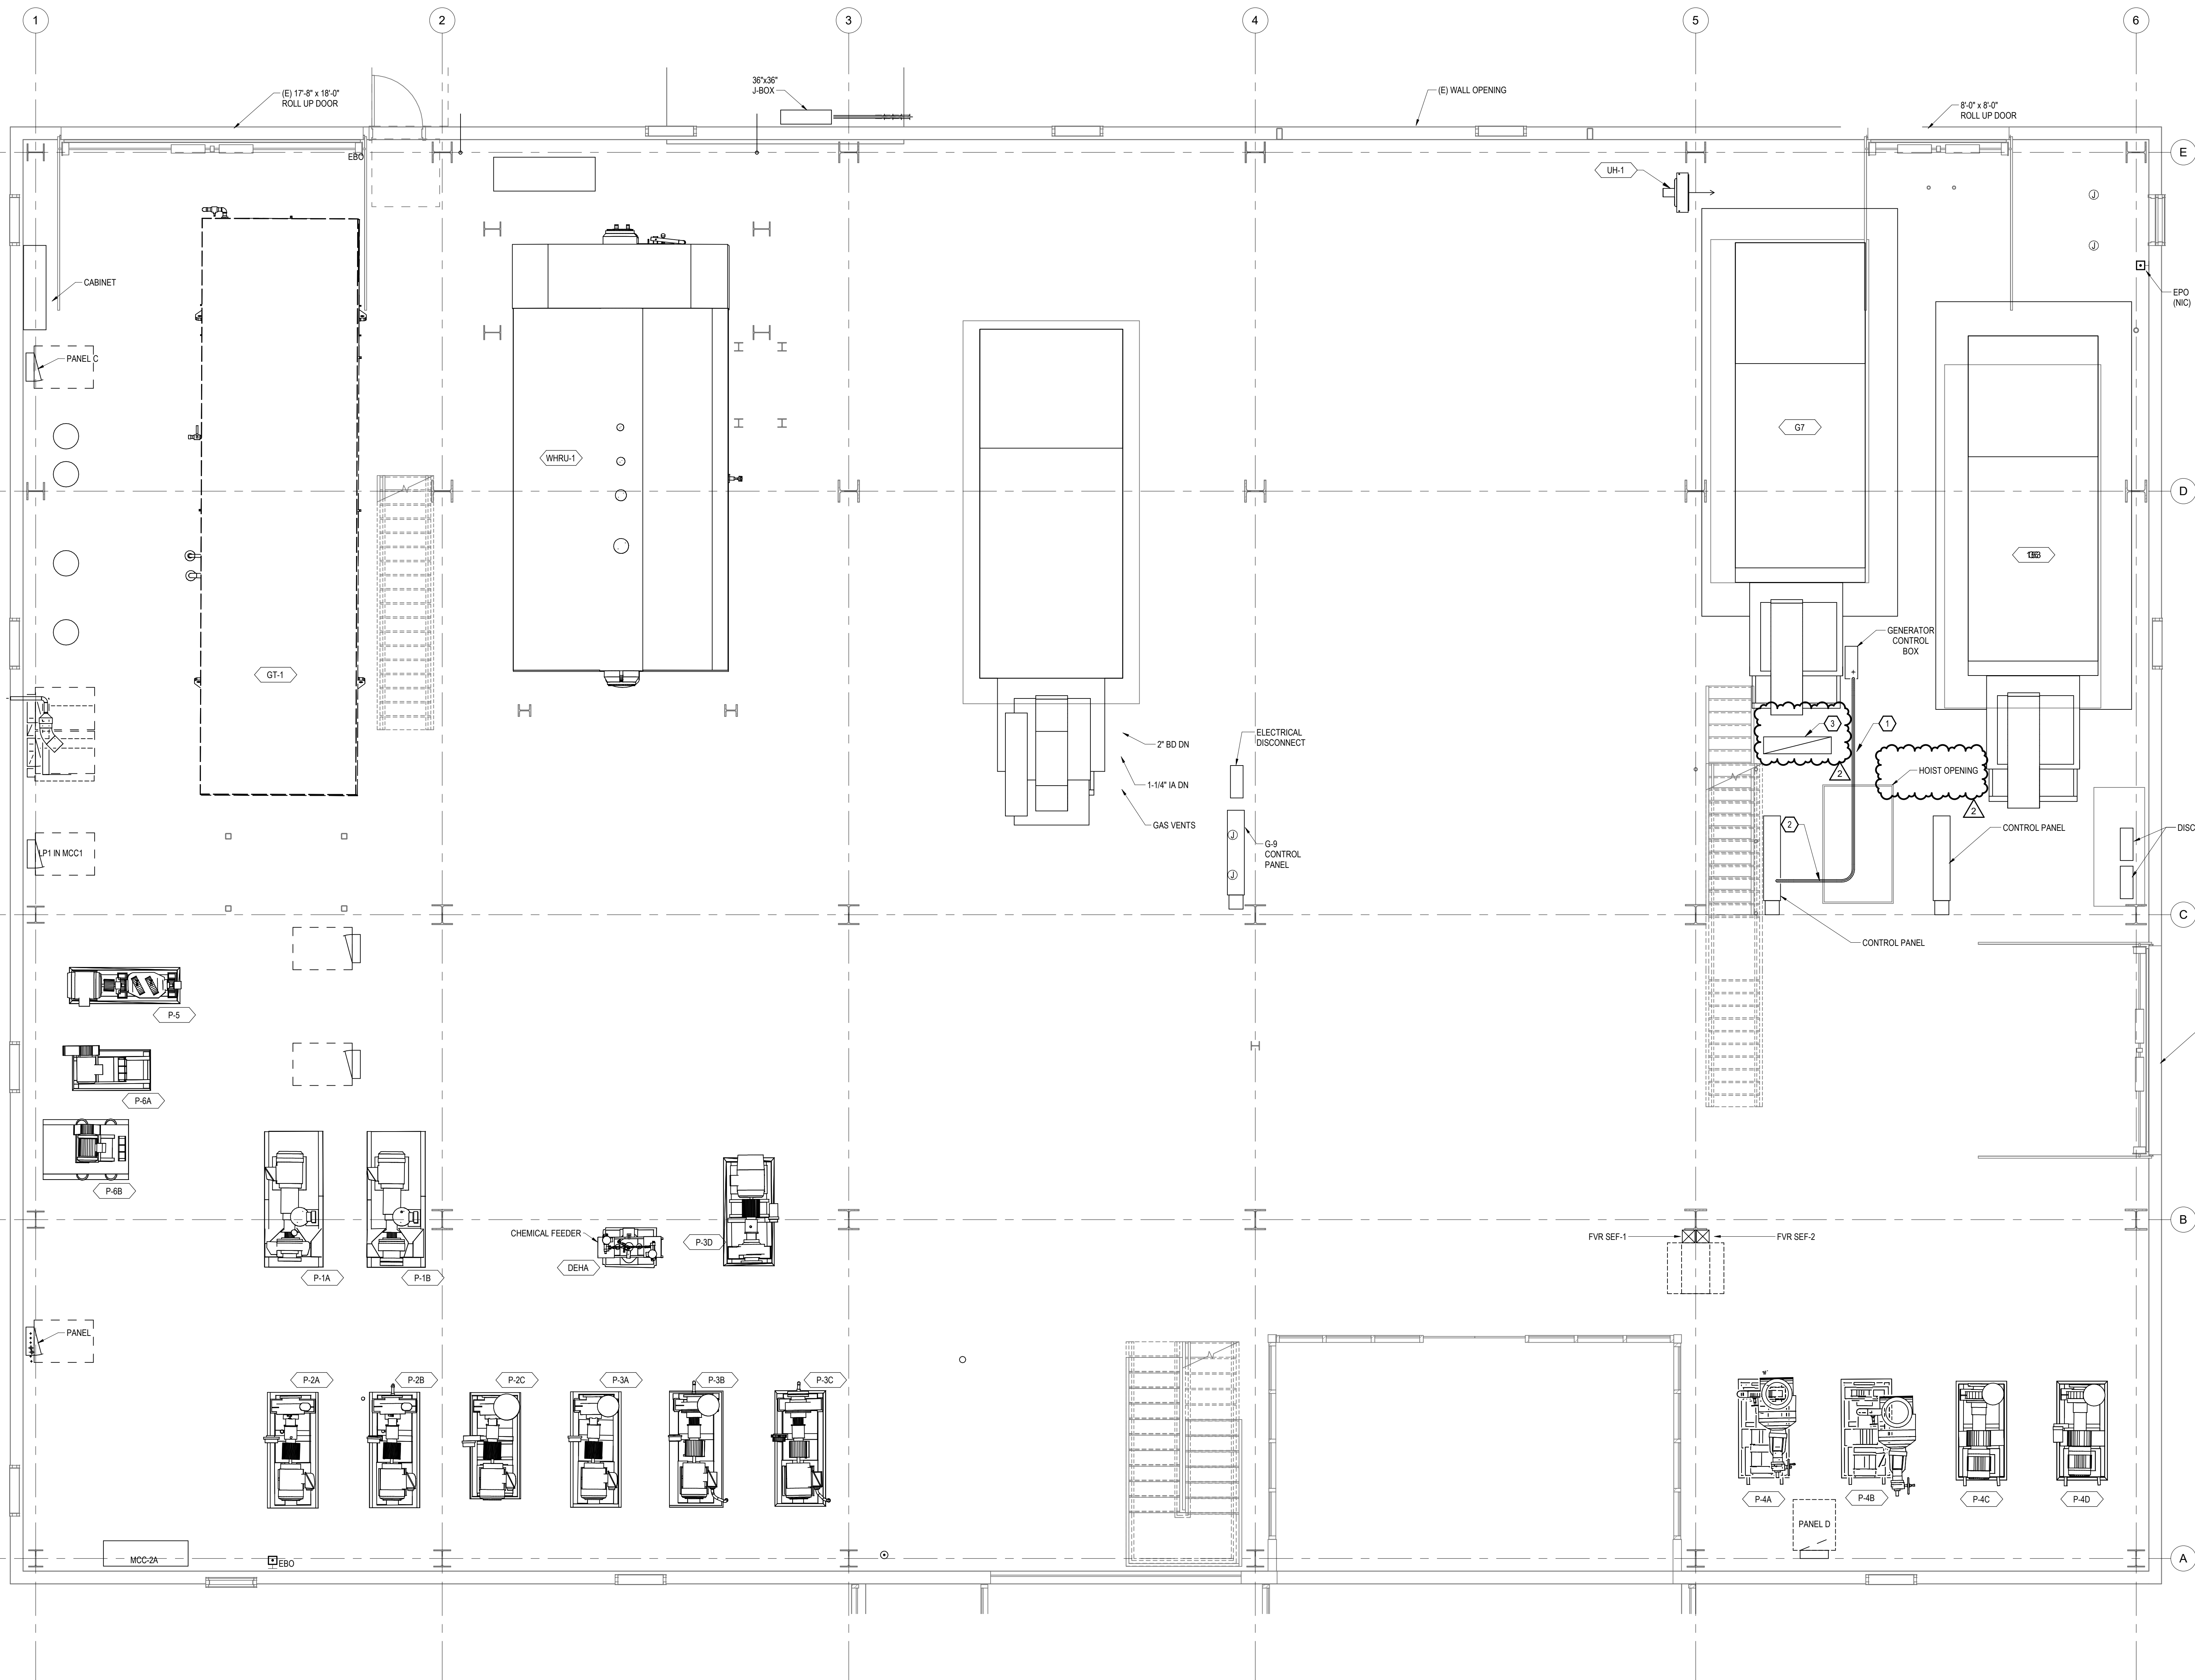 1
2
3
4
5
6
(E) 17'-8" x 18'-0"
ROLL UP DOOR
36"x36"
J-BOX
(E) WALL OPENING
8'-0" x 8'-0"
ROLL UP DOOR
EBO
E
UH-1
J
J
CABINET
EPO
(NIC)
PANEL C
G7
WHRU-1
D
GENERATOR
CONTROL
BOX
GT-1
3
1
2" BD DN
ELECTRICAL
DISCONNECT
2
HOIST OPENING
1-1/4" IA DN
2
GAS VENTS
2
CONTROL PANEL
DISC
J
G-9
CONTROL
PANEL
J
LP1 IN MCC1
C
CONTROL PANEL
P-5
P-6A
P-6B
B
CHEMICAL FEEDER
P-3D
FVR SEF-1
FVR SEF-2
DEHA
P-1A
P-1B
PANEL
P-2A
P-2B
P-2C
P-3A
P-3B
P-3C
P-4A
P-4B
P-4C
P-4D
PANEL D
MCC-2A
EBO
A